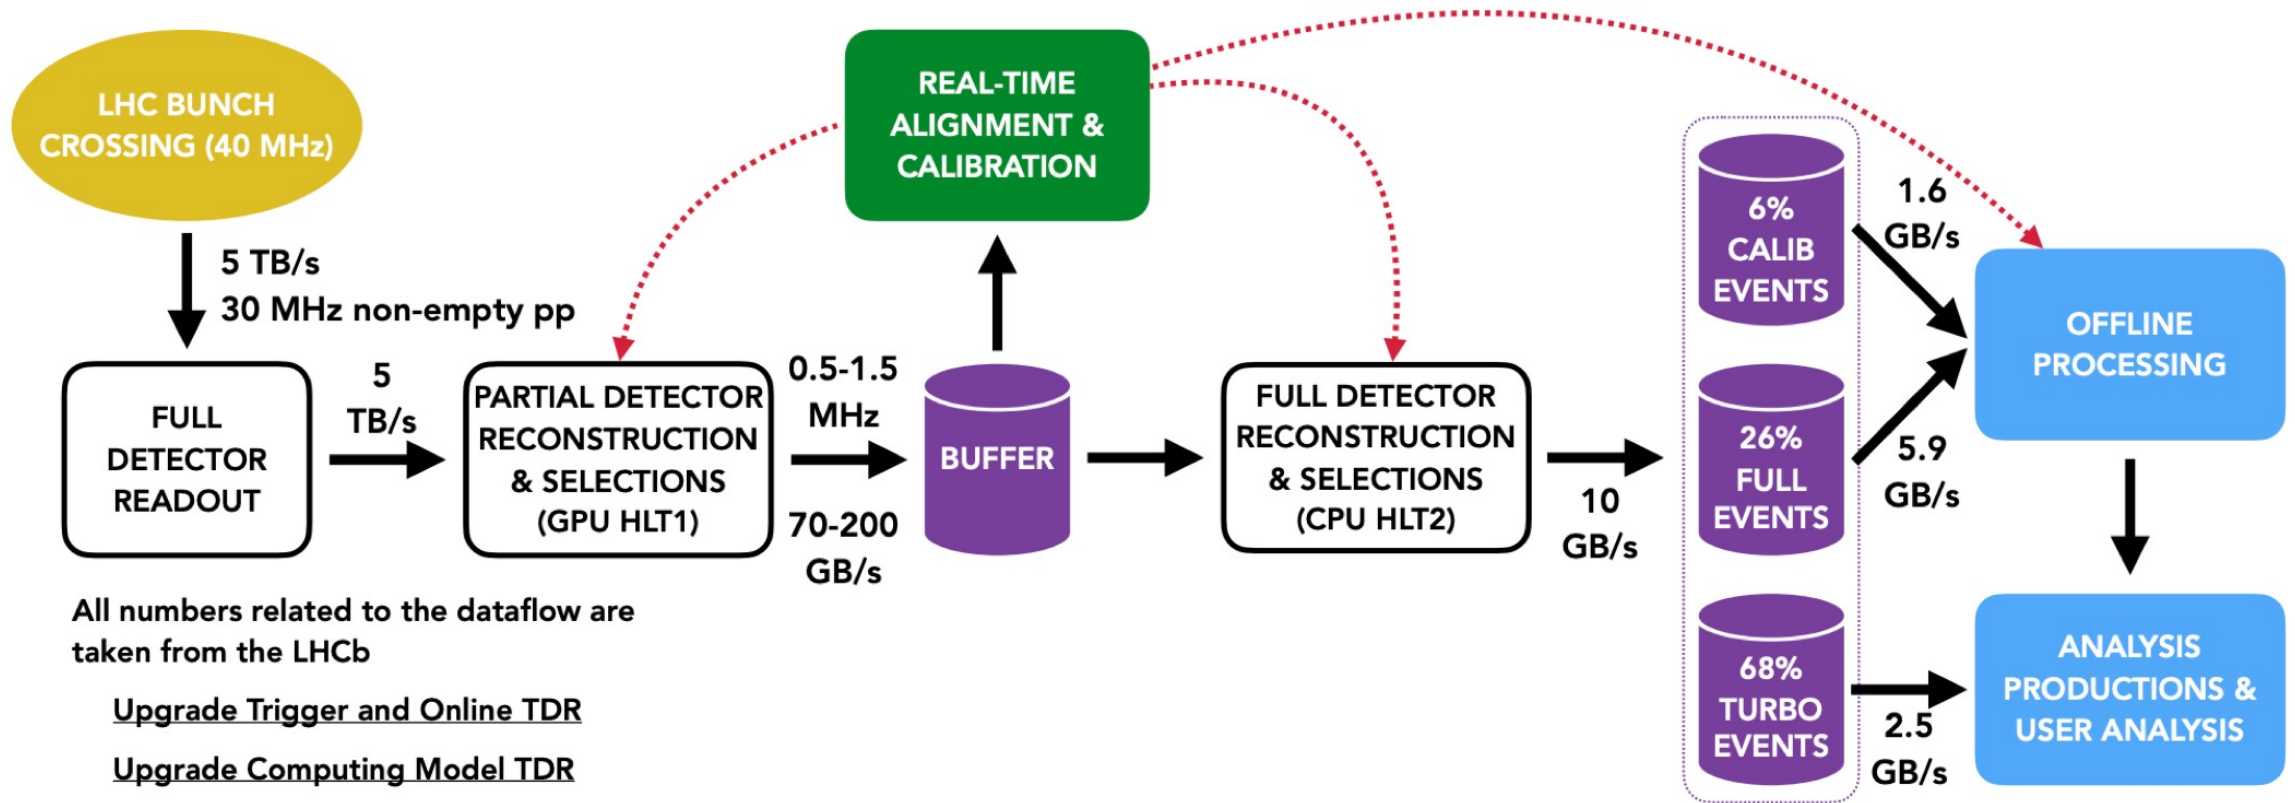 LHC BUNCH
CROSSING (40 MHz)
5 TB/s
30 MHz non-empty pp
FULL
DETECTOR
READOUT
5
TB/s
PARTIAL DETECTOR
RECONSTRUCTION
& SELECTIONS
(GPU HLT1)
0.5-1.5
MHz
70-200
GB/s
BUFFER
REAL-TIME
ALIGNMENT &
CALIBRATION
FULL DETECTOR
RECONSTRUCTION
& SELECTIONS
(CPU HLT2)
10
GB/s
6%
CALIB
EVENTS
26%
FULL
EVENTS
68%
TURBO
EVENTS
1.6
GB/s
5.9
GB/s
2.5
GB/s
OFFLINE
PROCESSING
ANALYSIS
PRODUCTIONS &
USER ANALYSIS
All numbers related to the dataflow are
taken from the LHCb
Upgrade Trigger and Online TDR
Upgrade Computing Model TDR